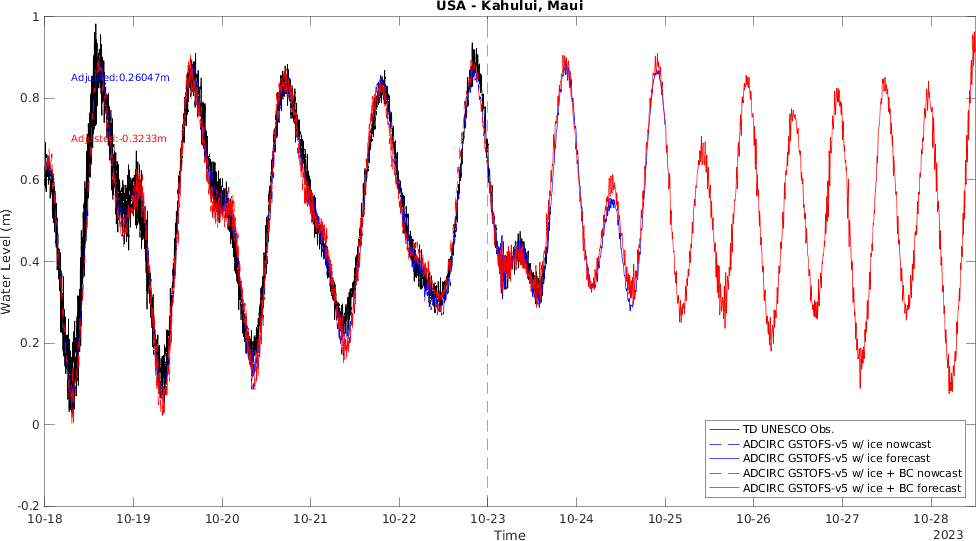 USA - Kahului, Maui
1
0.8
0.6
0.4
0.2
0
-0.2
Water Level (m)
Adjusted:0.26047m
Adjusted:-0.3233m
TD UNESCO Obs.
ADCIRC GSTOFS-v5 w/ ice nowcast
ADCIRC GSTOFS-v5 w/ ice forecast
ADCIRC GSTOFS-v5 w/ ice + BC nowcast
ADCIRC GSTOFS-v5 w/ ice + BC forecast
10-18 10-19 10-20 10-21 10-22 10-23 10-24 10-25 10-26 10-27 10-28
Time
2023